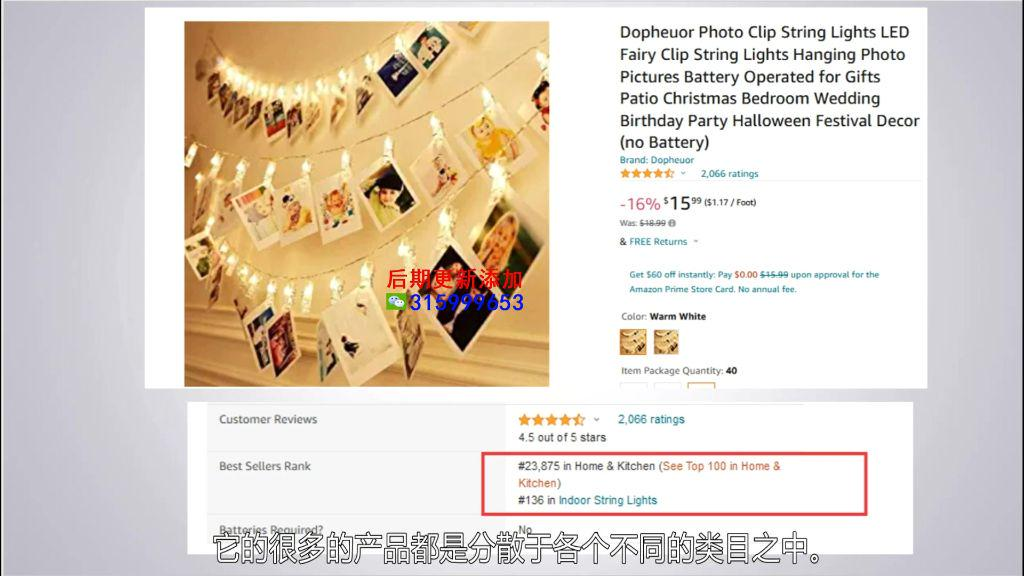 Dopheuor Photo Clip String Lights LED
Fairy Clip String Lights Hanging Photo
Pictures Battery Operated for Gifts
Patio Christmas Bedroom Wedding
Birthday Party Halloween Festival Decor
(no Battery)
Brand: Dopheuor
2,066 ratings
-16% $15⁹⁹ ($1.17 / Foot)
Was: $18.99
& FREE Returns
Get $60 off instantly: Pay $0.00 $15.99 upon approval for the
Amazon Prime Store Card. No annual fee.
Color: Warm White
Item Package Quantity: 40
后期更新添加
315999653
Customer Reviews
2,066 ratings
4.5 out of 5 stars
Best Sellers Rank
#23,875 in Home & Kitchen (See Top 100 in Home &
Kitchen)
#136 in Indoor String Lights
Batteries Required?
No
它的很多的产品都是分散于各个不同的类目之中。